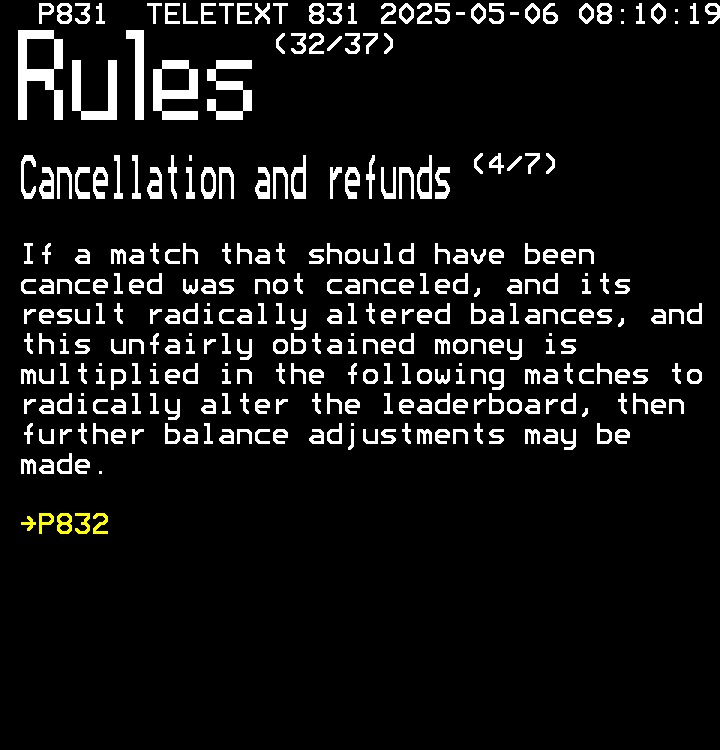 P831 TELETEXT 831 2025-05-06 08:10:19
Rules (32/37)
Cancellation and refunds (4/7)
If a match that should have been
canceled was not canceled, and its
result radically altered balances, and
this unfairly obtained money is
multiplied in the following matches to
radically alter the leaderboard, then
further balance adjustments may be
made.
→P832